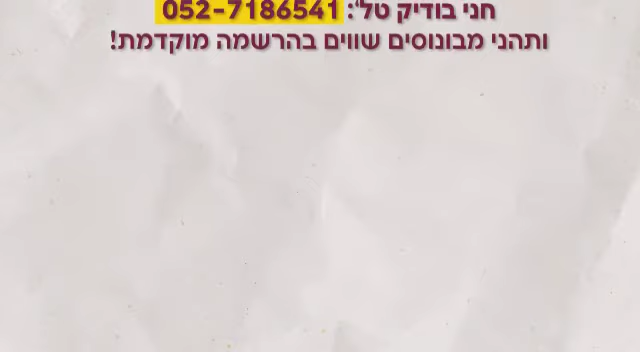 חני בודיק טל': 052-7186541
ותהני מבונוסים שווים בהרשמה מוקדמת!